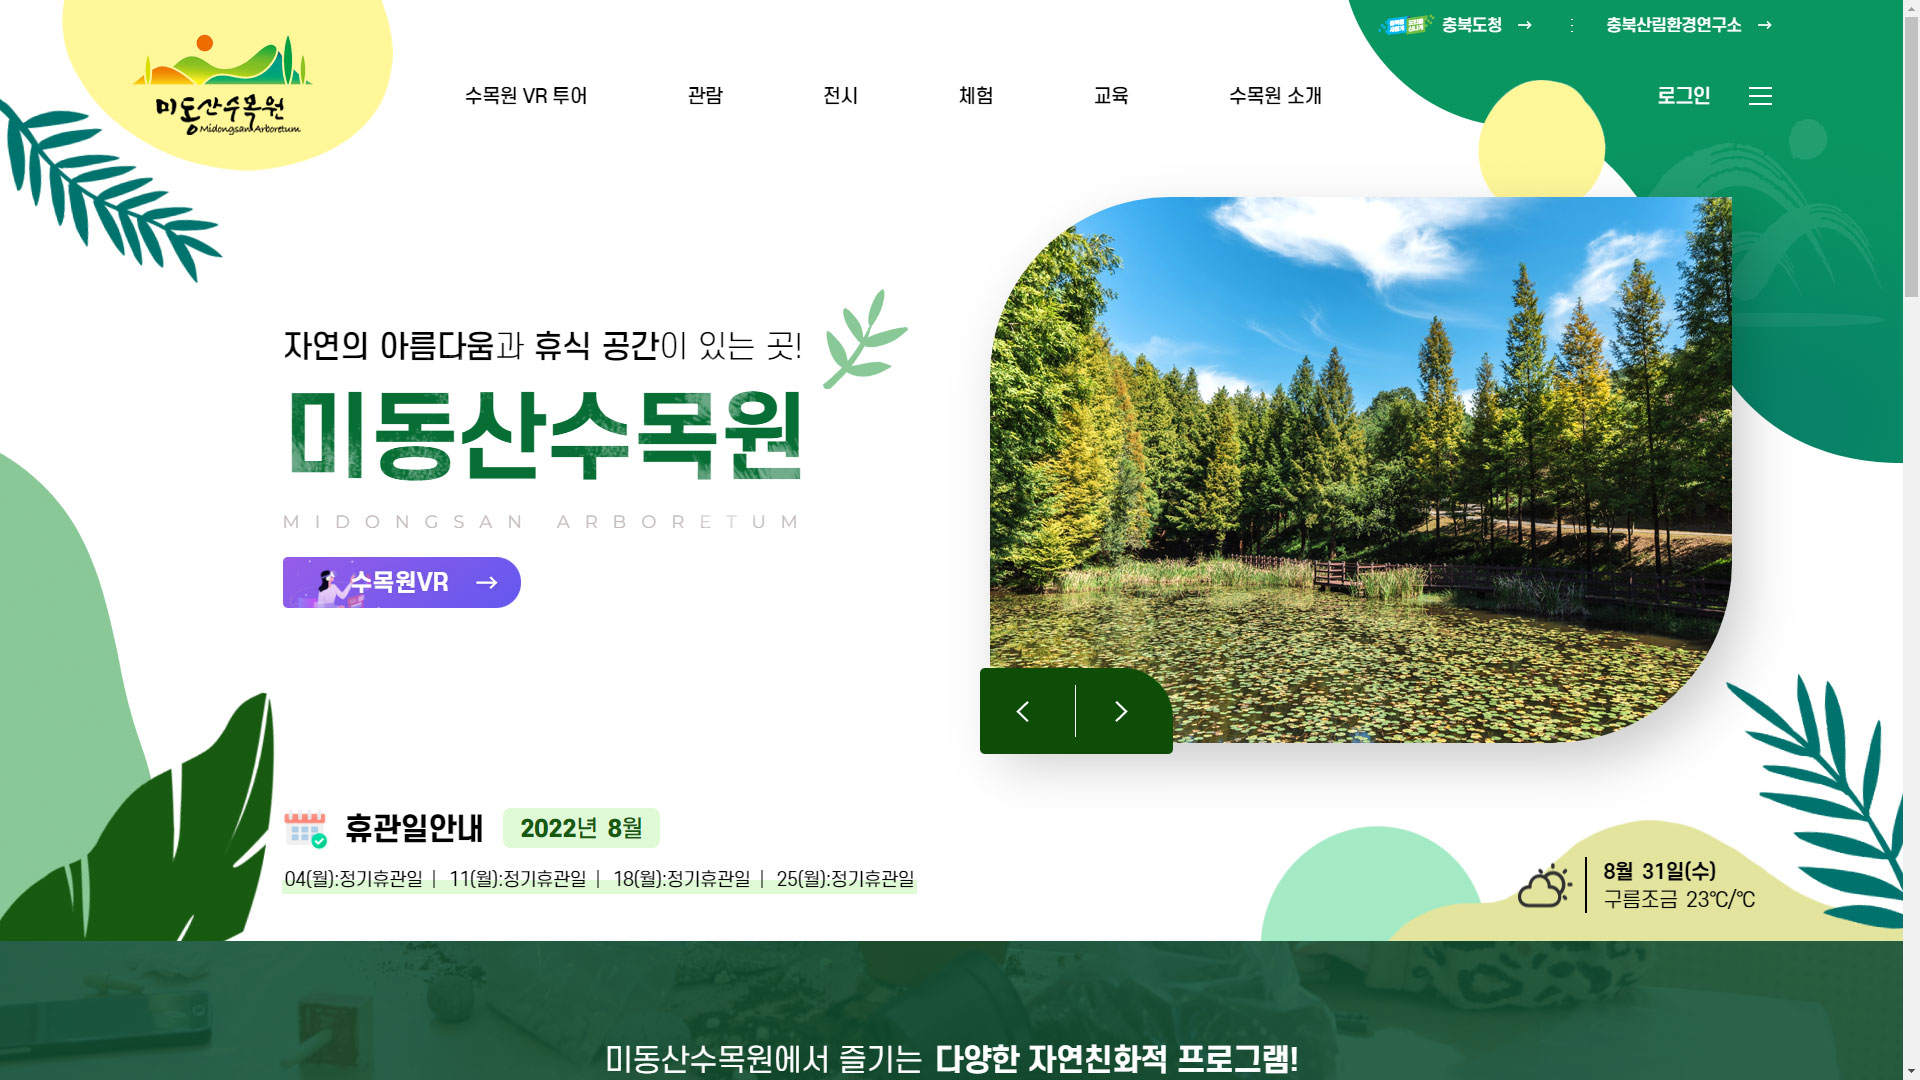 충북도청
충북산림환경연구소
미동산수목원
Midongsan Arboretum
수목원 VR 투어
관람
전시
체험
교육
수목원 소개
로그인
자연의 아름다움과 휴식 공간이 있는 곳!
미동산수목원
MIDONGSAN ARBORETUM
수목원VR
휴관일안내
2022년 8월
04(월):정기휴관일 | 11(월):정기휴관일 | 18(월):정기휴관일 | 25(월):정기휴관일
8월 31일(수)
구름조금 23℃/℃
미동산수목원에서 즐기는 다양한 자연친화적 프로그램!